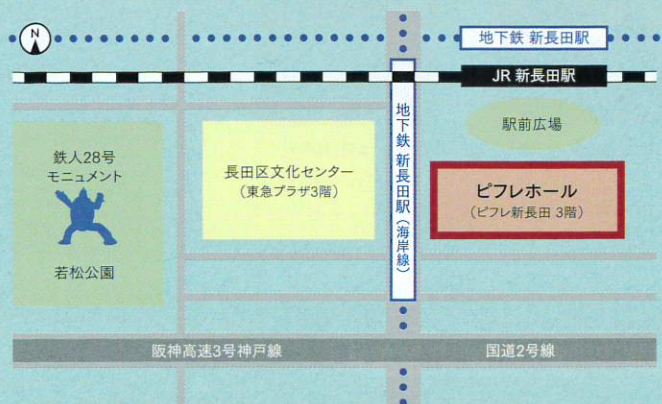 N
地下鉄 新長田駅
JR 新長田駅
駅前広場
鉄人28号
モニュメント
若松公園
長田区文化センター
(東急プラザ3階)
地下鉄 新長田駅(海岸線)
ピフレホール
(ピフレ新長田 3階)
阪神高速3号神戸線
国道2号線